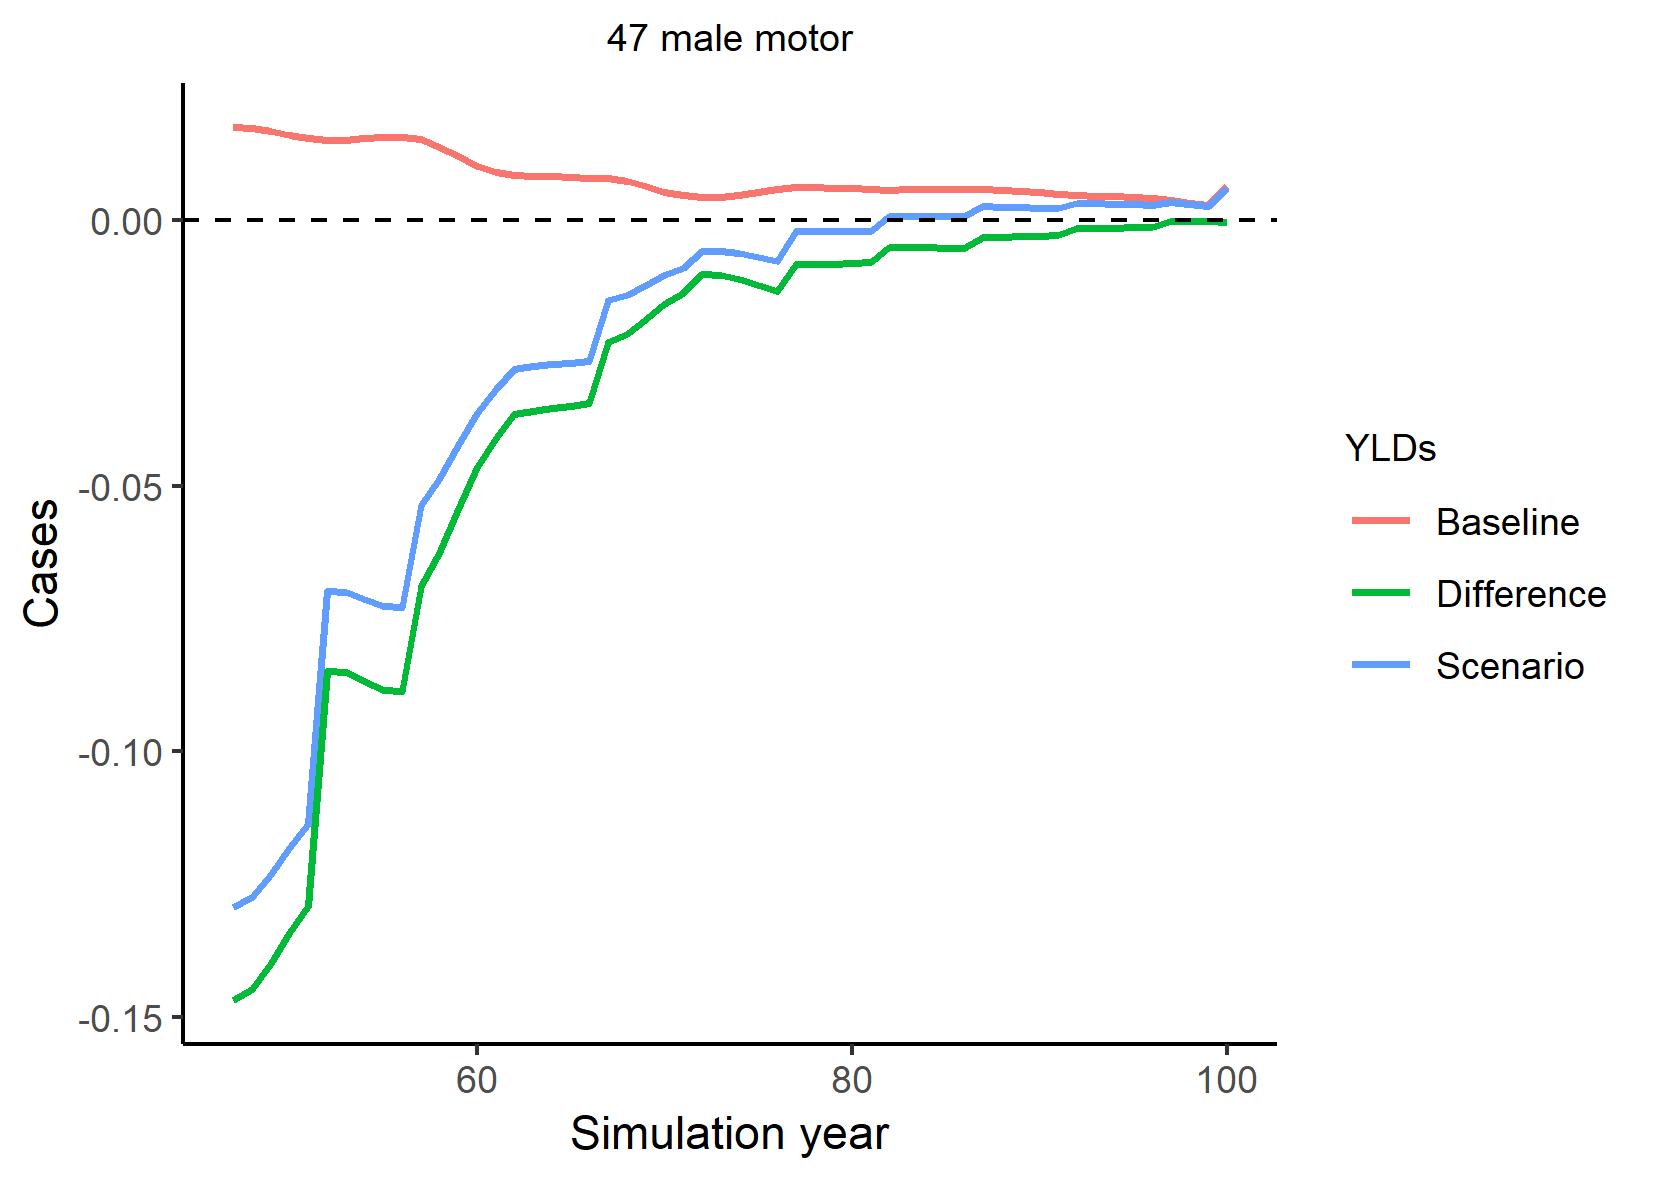 47 male motor
0.00
-0.05
-0.10
-0.15
Cases
60 80 100
Simulation year
YLDs
Baseline
Difference
Scenario